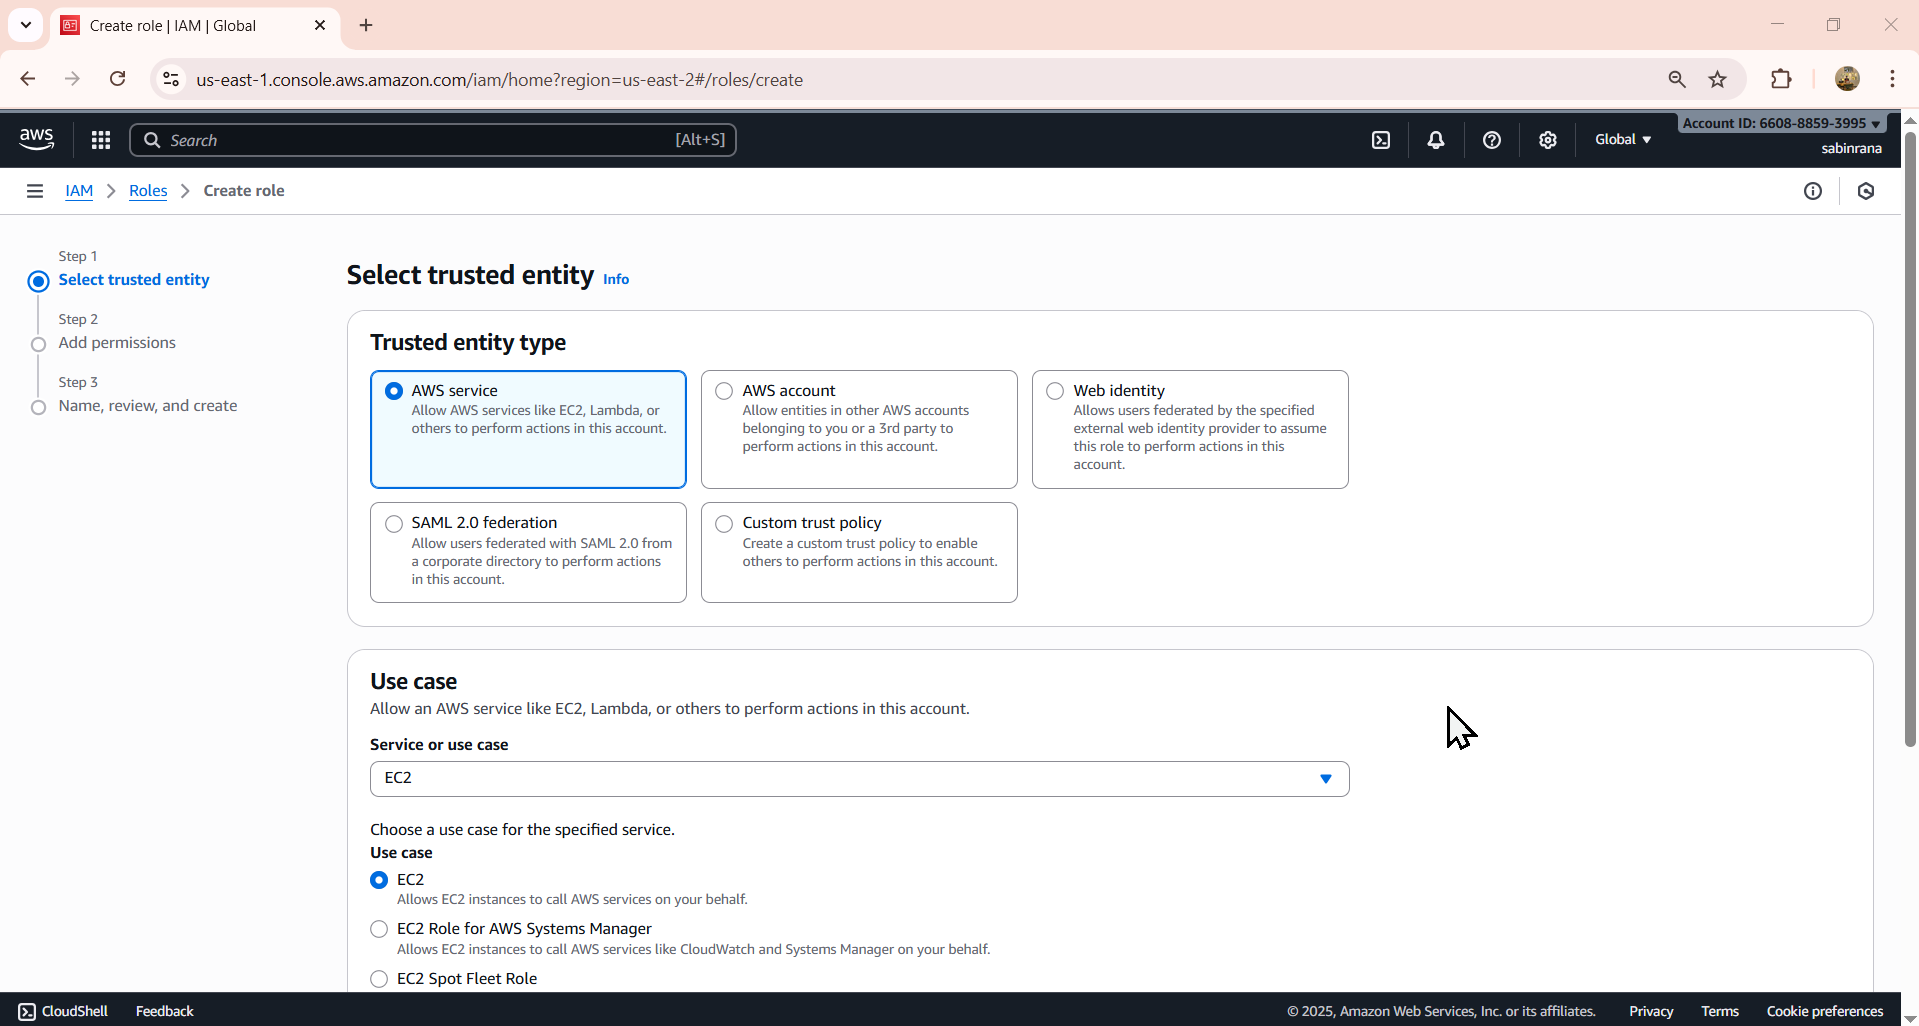 Create role | IAM | Global
us-east-1.console.aws.amazon.com/iam/home?region=us-east-2#/roles/create
aws
Search
[Alt+S]
Global
Account ID: 6608-8859-3995
sabinrana
IAM
Roles
Create role
Step 1
Select trusted entity
Step 2
Add permissions
Step 3
Name, review, and create
Select trusted entity Info
Trusted entity type
AWS service
Allow AWS services like EC2, Lambda, or
others to perform actions in this account.
AWS account
Allow entities in other AWS accounts
belonging to you or a 3rd party to
perform actions in this account.
Web identity
Allows users federated by the specified
external web identity provider to assume
this role to perform actions in this
account.
SAML 2.0 federation
Allow users federated with SAML 2.0 from
a corporate directory to perform actions
in this account.
Custom trust policy
Create a custom trust policy to enable
others to perform actions in this account.
Use case
Allow an AWS service like EC2, Lambda, or others to perform actions in this account.
Service or use case
EC2
Choose a use case for the specified service.
Use case
EC2
Allows EC2 instances to call AWS services on your behalf.
EC2 Role for AWS Systems Manager
Allows EC2 instances to call AWS services like CloudWatch and Systems Manager on your behalf.
EC2 Spot Fleet Role
CloudShell
Feedback
© 2025, Amazon Web Services, Inc. or its affiliates.
Privacy
Terms
Cookie preferences